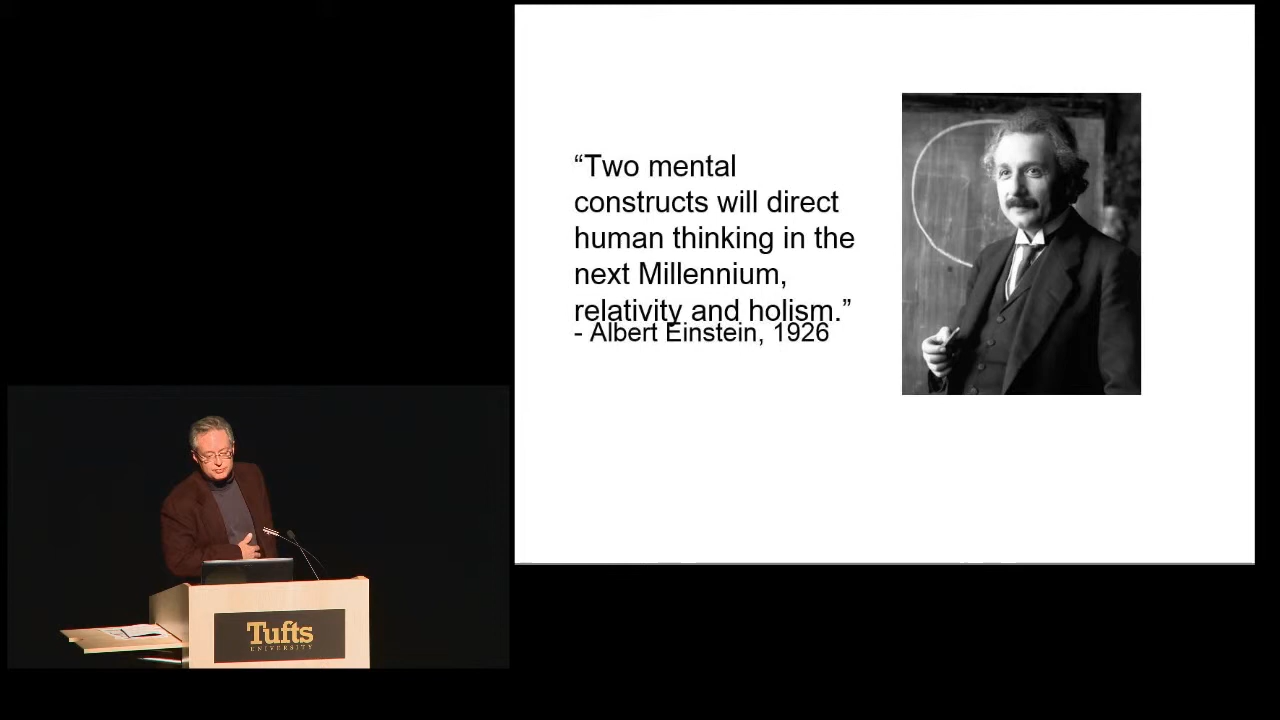 “Two mental
constructs will direct
human thinking in the
next Millennium,
relativity and holism.”
- Albert Einstein, 1926
Tufts
UNIVERSITY